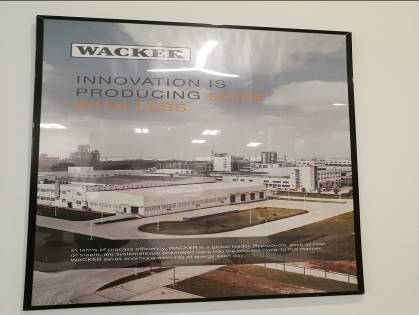 WACKER
INNOVATION IS
PRODUCING MORE
WITH LESS
In terms of process efficiency, WACKER is a global leader. Byproducts, such as heat
or steam, are systematically channeled back into the process cycle. In this manner,
WACKER saves enormous amounts of energy each day.